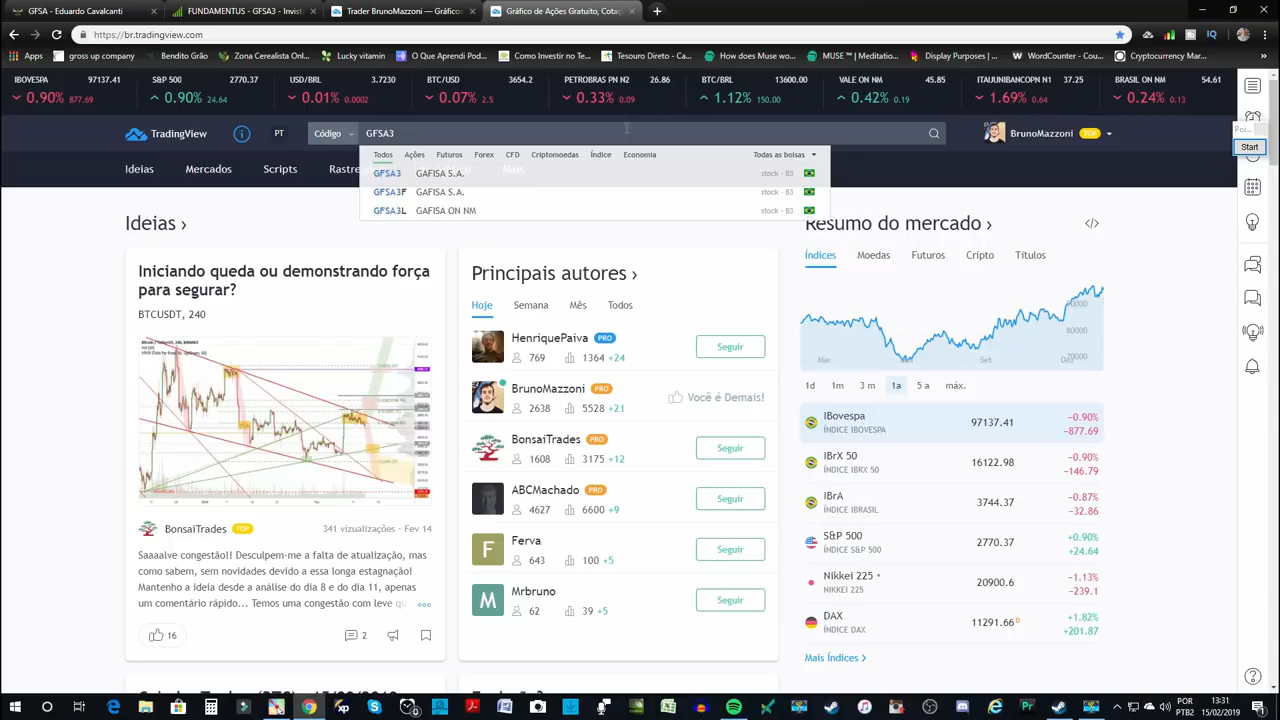 GFSA - Empresas Listadas
FUNDAMENTUS - GFSA3 - Invist
Trader BrunoMazzoni — Gráficos
Gráfico de Ações Gratuito, Cotaç
https://br.tradingview.com
Apps
gross up company
Bendito Grão
Zona Cerealista Onl...
Lucky vitamin
O Que Aprendi Pod...
Como Investir no Te...
Tesouro Direto - Ca...
How does Muse wo...
MUSE ™ | Meditatio...
Display Purposes | ...
WordCounter - Cou...
Cryptocurrency Mar...
IBOVESPA 97137.41
0.90% 877.69
S&P 500 2770.37
0.90% 24.64
USD/BRL 3.7230
0.01% 0.0002
BTC/USD 3654.2
0.07% 2.5
PETROBRAS PN N2 26.86
0.33% 0.09
BTC/BRL 13600.00
1.12% 150.00
VALE ON NM 45.85
0.42% 0.19
ITAUUNIBANCOPN N1 37.25
1.69% 0.64
BRASIL ON NM 54.61
0.24% 0.13
TradingView
PT
Código
GFSA3
BrunoMazzoni TOP
Start
Todos Ações Futuros Forex CFD Criptomoedas Índice Economia Todas as bolsas
Ideias Mercados Scripts Rastre Mais
GFSA3 GAFISA S.A. stock - B3
GFSA3F GAFISA S.A. stock - B3
GFSA3L GAFISA ON NM stock - B3
Ideias ›
Iniciando queda ou demonstrando força
para segurar?
BTCUSDT, 240
BonsaiTrades TOP
341 vizualizações · Fev 14
Saaaalve congestão!! Desculpem-me a falta de atualização, mas
como sabem, sem novidades devido a essa longa estagnação!
Mantenho a ideia desde a análise do dia 8 e do dia 11, apenas
um comentário rápido... Temos uma congestão com leve qu
16
2
Principais autores ›
Hoje Semana Mês Todos
HenriquePaiva PRO
769 1364 +24
Seguir
BrunoMazzoni PRO
2638 5528 +21
Você é Demais!
BonsaiTrades PRO
1608 3175 +12
Seguir
ABCMachado PRO
4627 6600 +9
Seguir
F
Ferva
643 100 +5
Seguir
M
Mrbruno
62 39 +5
Seguir
Resumo do mercado ›
Índices Moedas Futuros Cripto Títulos
90000
80000
70000
Mar Set Dez
1d 1m 3 m 1a 5 a máx.
IBovespa 97137.41 −0.90%
ÍNDICE IBOVESPA −877.69
IBrX 50 16122.98 −0.90%
ÍNDICE IBRX 50 −146.79
IBrA 3744.37 −0.87%
ÍNDICE IBRASIL −32.86
S&P 500 2770.37 +0.90%
ÍNDICE S&P 500 +24.64
Nikkei 225 20900.6 −1.13%
NIKKEI 225 −239.1
DAX 11291.66 D +1.82%
ÍNDICE DAX +201.87
Mais Índices ›
POR
PTB2
13:31
15/02/2019